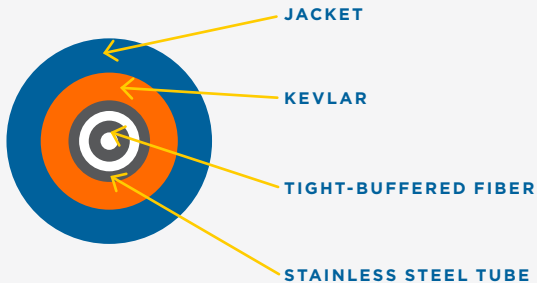 JACKET
KEVLAR
TIGHT-BUFFERED FIBER
STAINLESS STEEL TUBE